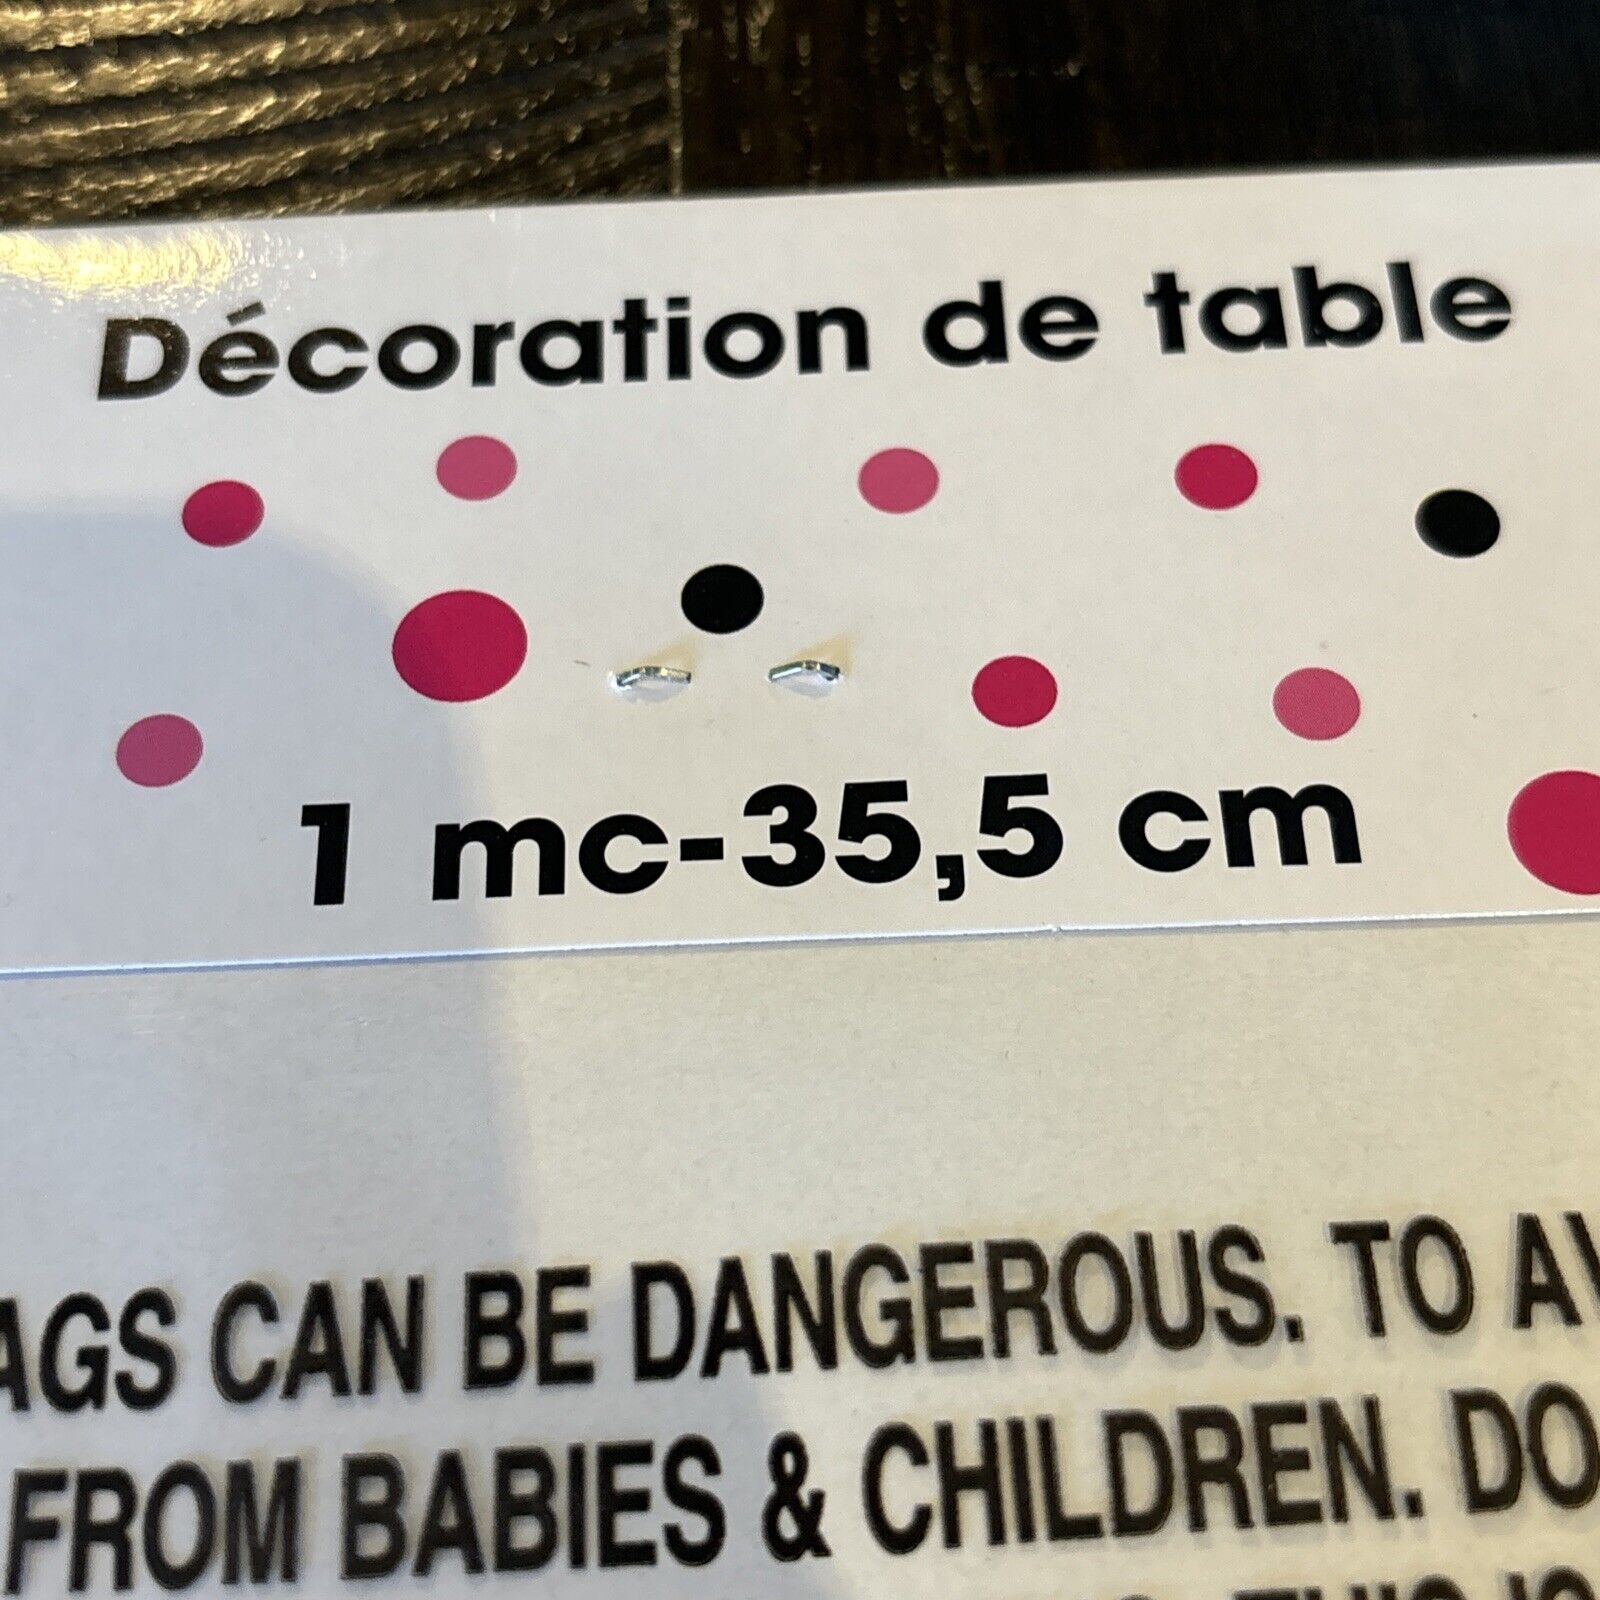 Décoration de table
1 mc-35,5 cm
AGS CAN BE DANGEROUS. TO AV
FROM BABIES & CHILDREN. DO